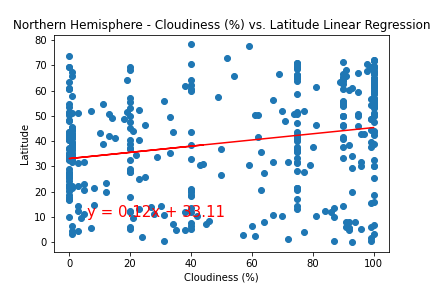 Northern Hemisphere - Cloudiness (%) vs. Latitude Linear Regression
80
70
60
50
40
30
20
10
0
Latitude
y = 0.12x + 33.11
0 20 40 60 80 100
Cloudiness (%)